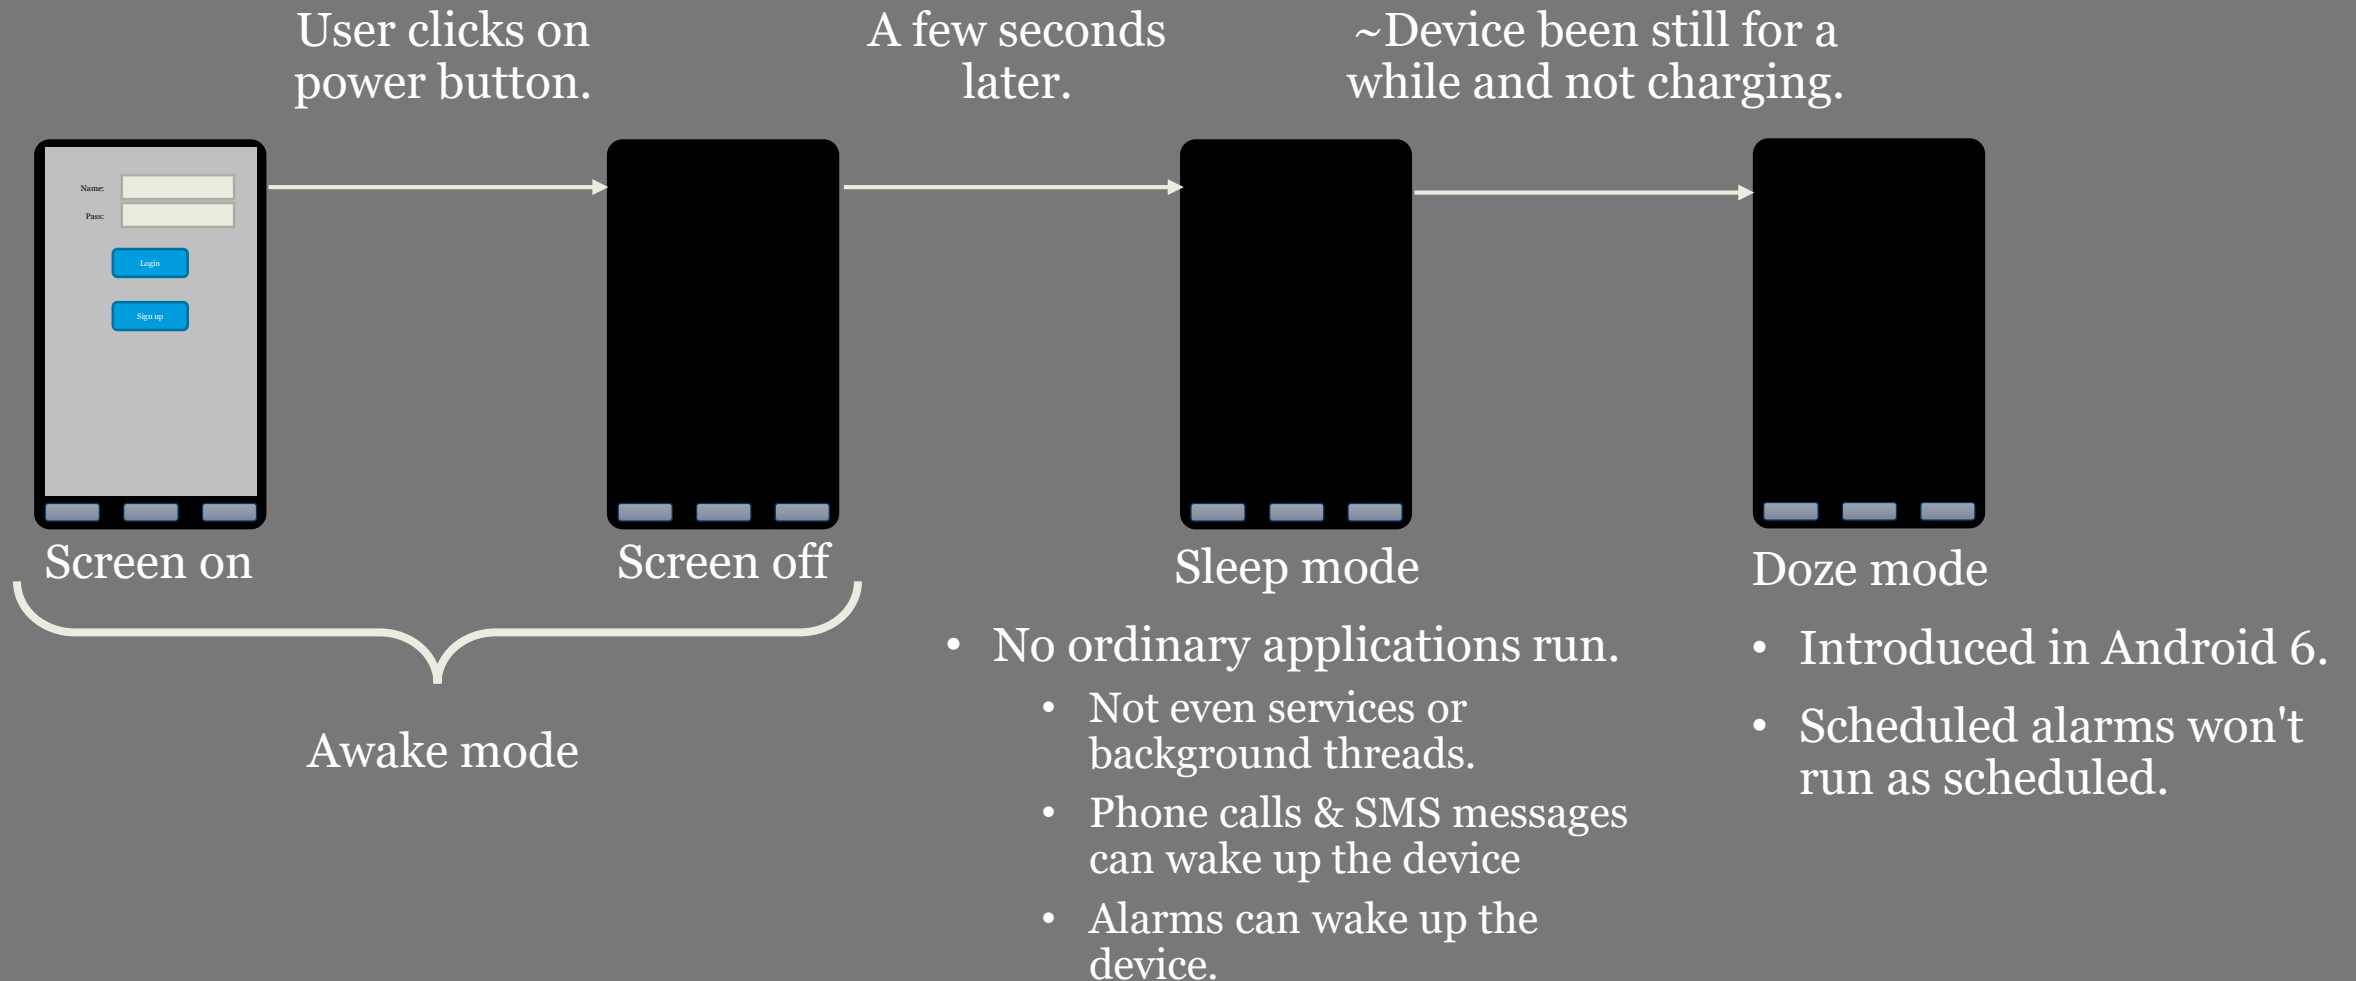 User clicks on
power button.
A few seconds
later.
~Device been still for a
while and not charging.
Name:
Pass:
Login
Sign up
Screen on
Screen off
Sleep mode
Doze mode
Awake mode
• No ordinary applications run.
• Not even services or
background threads.
• Phone calls & SMS messages
can wake up the device
• Alarms can wake up the
device.
• Introduced in Android 6.
• Scheduled alarms won't
run as scheduled.